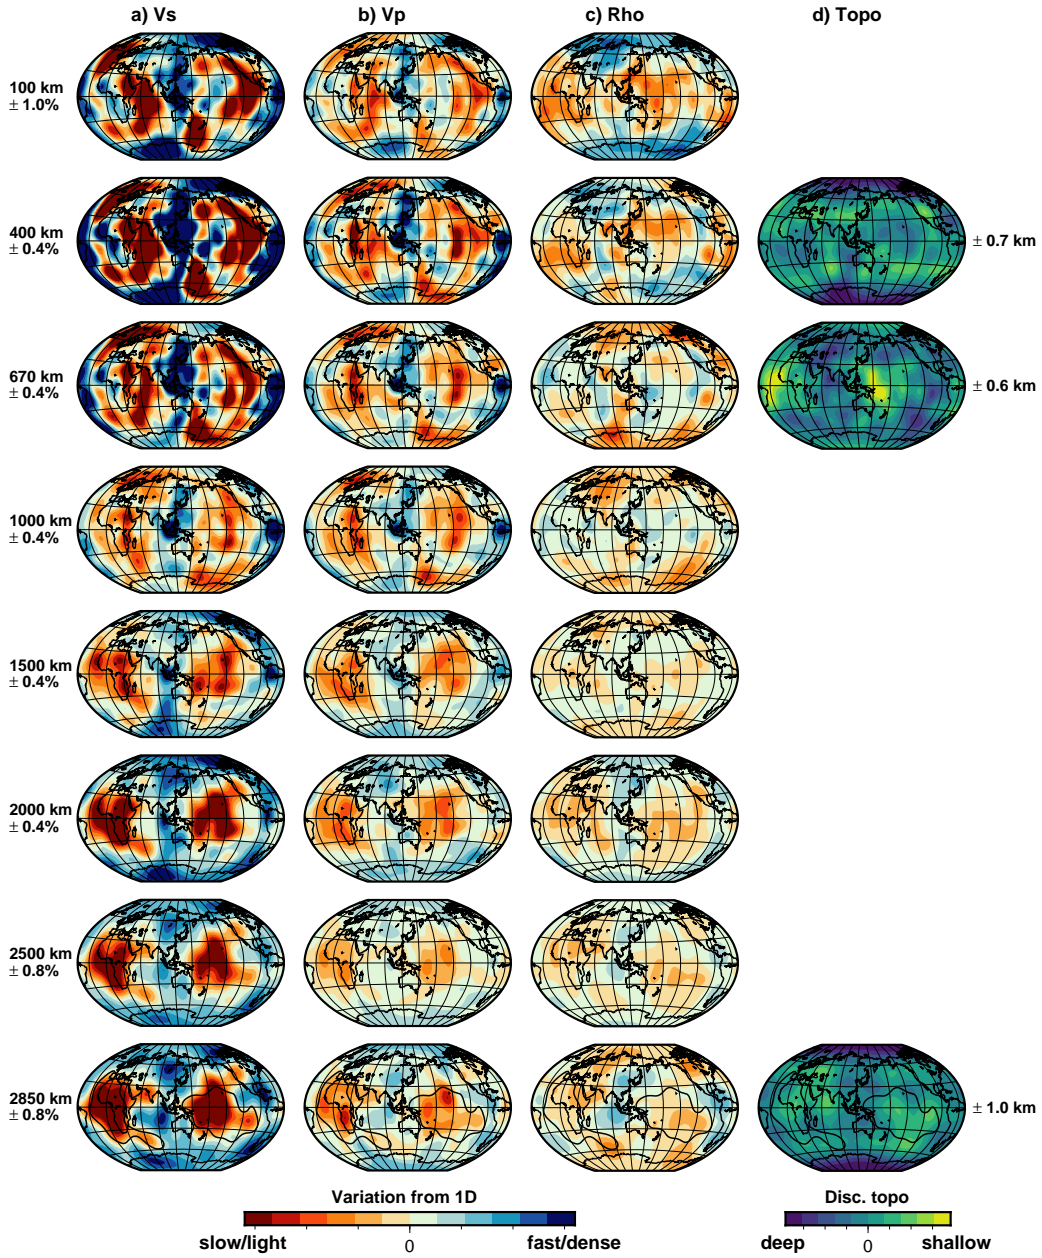 a) Vs b) Vp c) Rho d) Topo
100 km
± 1.0%
400 km
± 0.4%
± 0.7 km
670 km
± 0.4%
± 0.6 km
1000 km
± 0.4%
1500 km
± 0.4%
2000 km
± 0.4%
2500 km
± 0.8%
2850 km
± 0.8%
± 1.0 km
Variation from 1D
slow/light 0 fast/dense
Disc. topo
deep 0 shallow